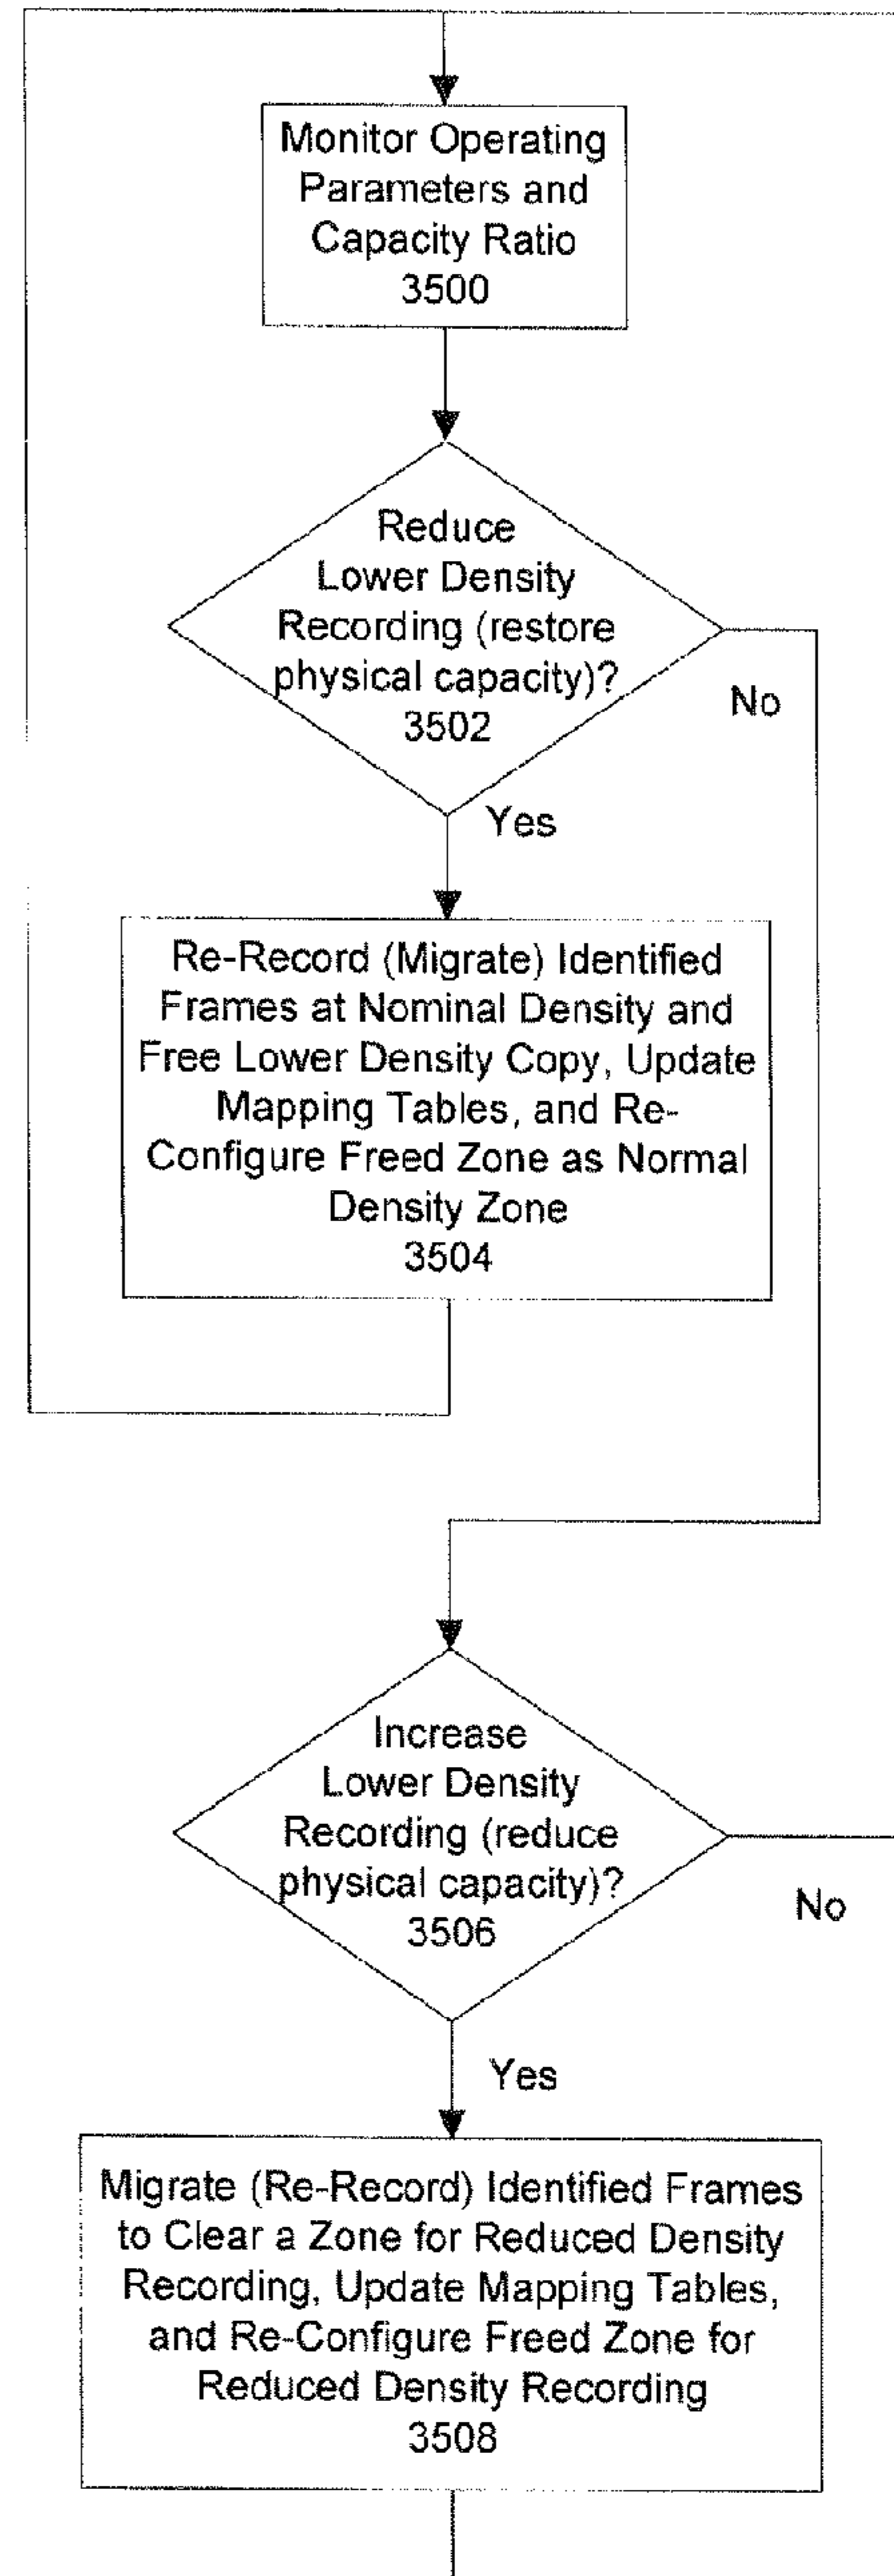 Monitor Operating
Parameters and
Capacity Ratio
3500
Reduce
Lower Density
Recording (restore
physical capacity)?
3502
No
Yes
Re-Record (Migrate) Identified
Frames at Nominal Density and
Free Lower Density Copy, Update
Mapping Tables, and Re-
Configure Freed Zone as Normal
Density Zone
3504
Increase
Lower Density
Recording (reduce
physical capacity)?
3506
No
Yes
Migrate (Re-Record) Identified Frames
to Clear a Zone for Reduced Density
Recording, Update Mapping Tables,
and Re-Configure Freed Zone for
Reduced Density Recording
3508